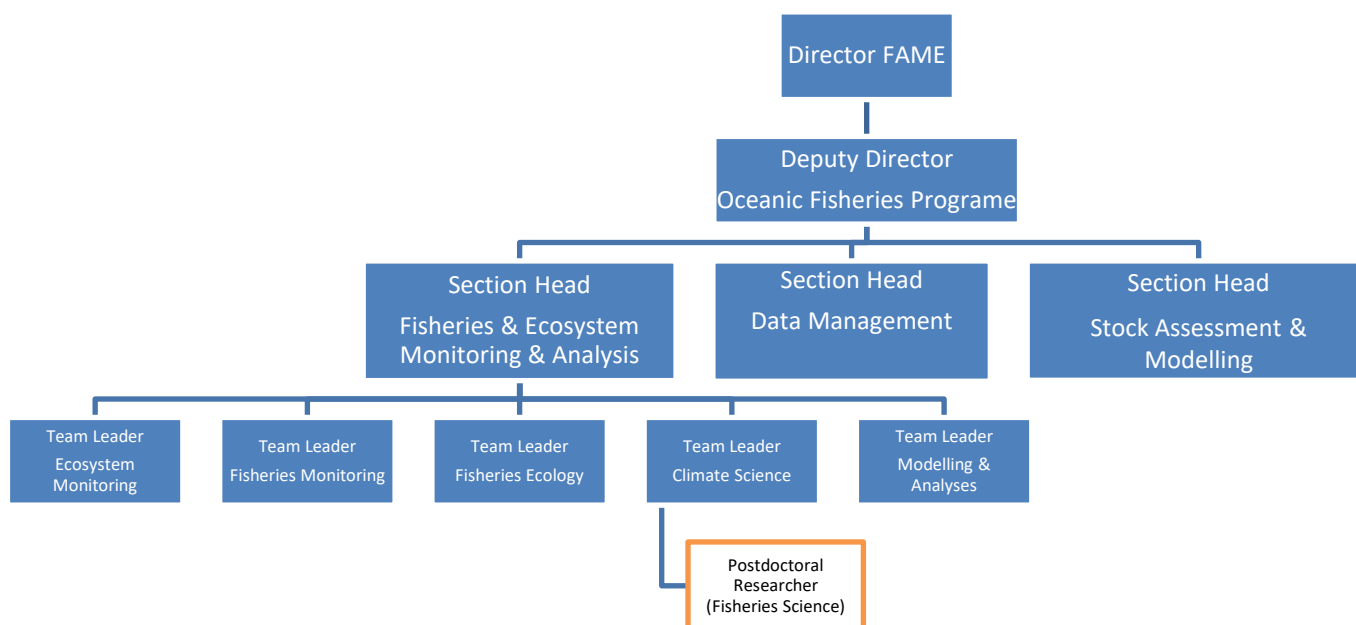 Director FAME
Deputy Director
Oceanic Fisheries Programe
Section Head
Fisheries & Ecosystem
Monitoring & Analysis
Section Head
Data Management
Section Head
Stock Assessment &
Modelling
Team Leader
Ecosystem
Monitoring
Team Leader
Fisheries Monitoring
Team Leader
Fisheries Ecology
Team Leader
Climate Science
Team Leader
Modelling &
Analyses
Postdoctoral
Researcher
(Fisheries Science)